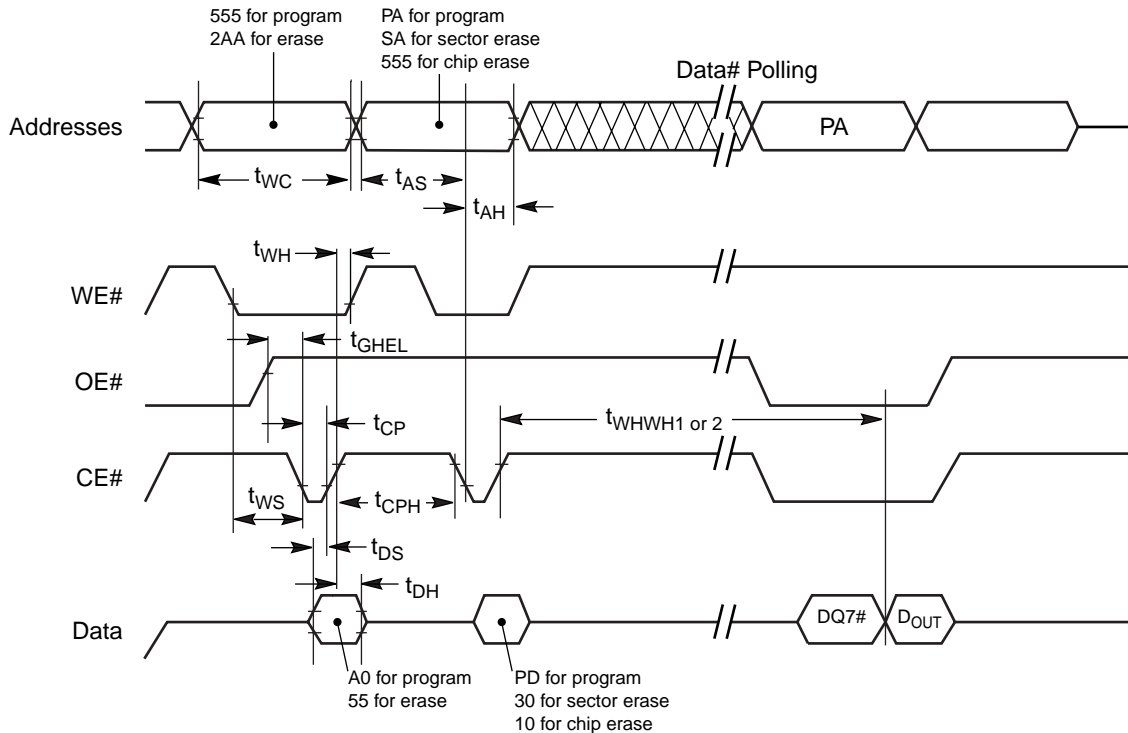 555 for program
2AA for erase
PA for program
SA for sector erase
555 for chip erase
Data# Polling
Addresses
PA
tWC
tAS
tAH
tWH
WE#
tGHEL
OE#
tCP
tWHWH1 or 2
CE#
tWS
tCPH
tDS
tDH
Data
DQ7#
DOUT
A0 for program
55 for erase
PD for program
30 for sector erase
10 for chip erase